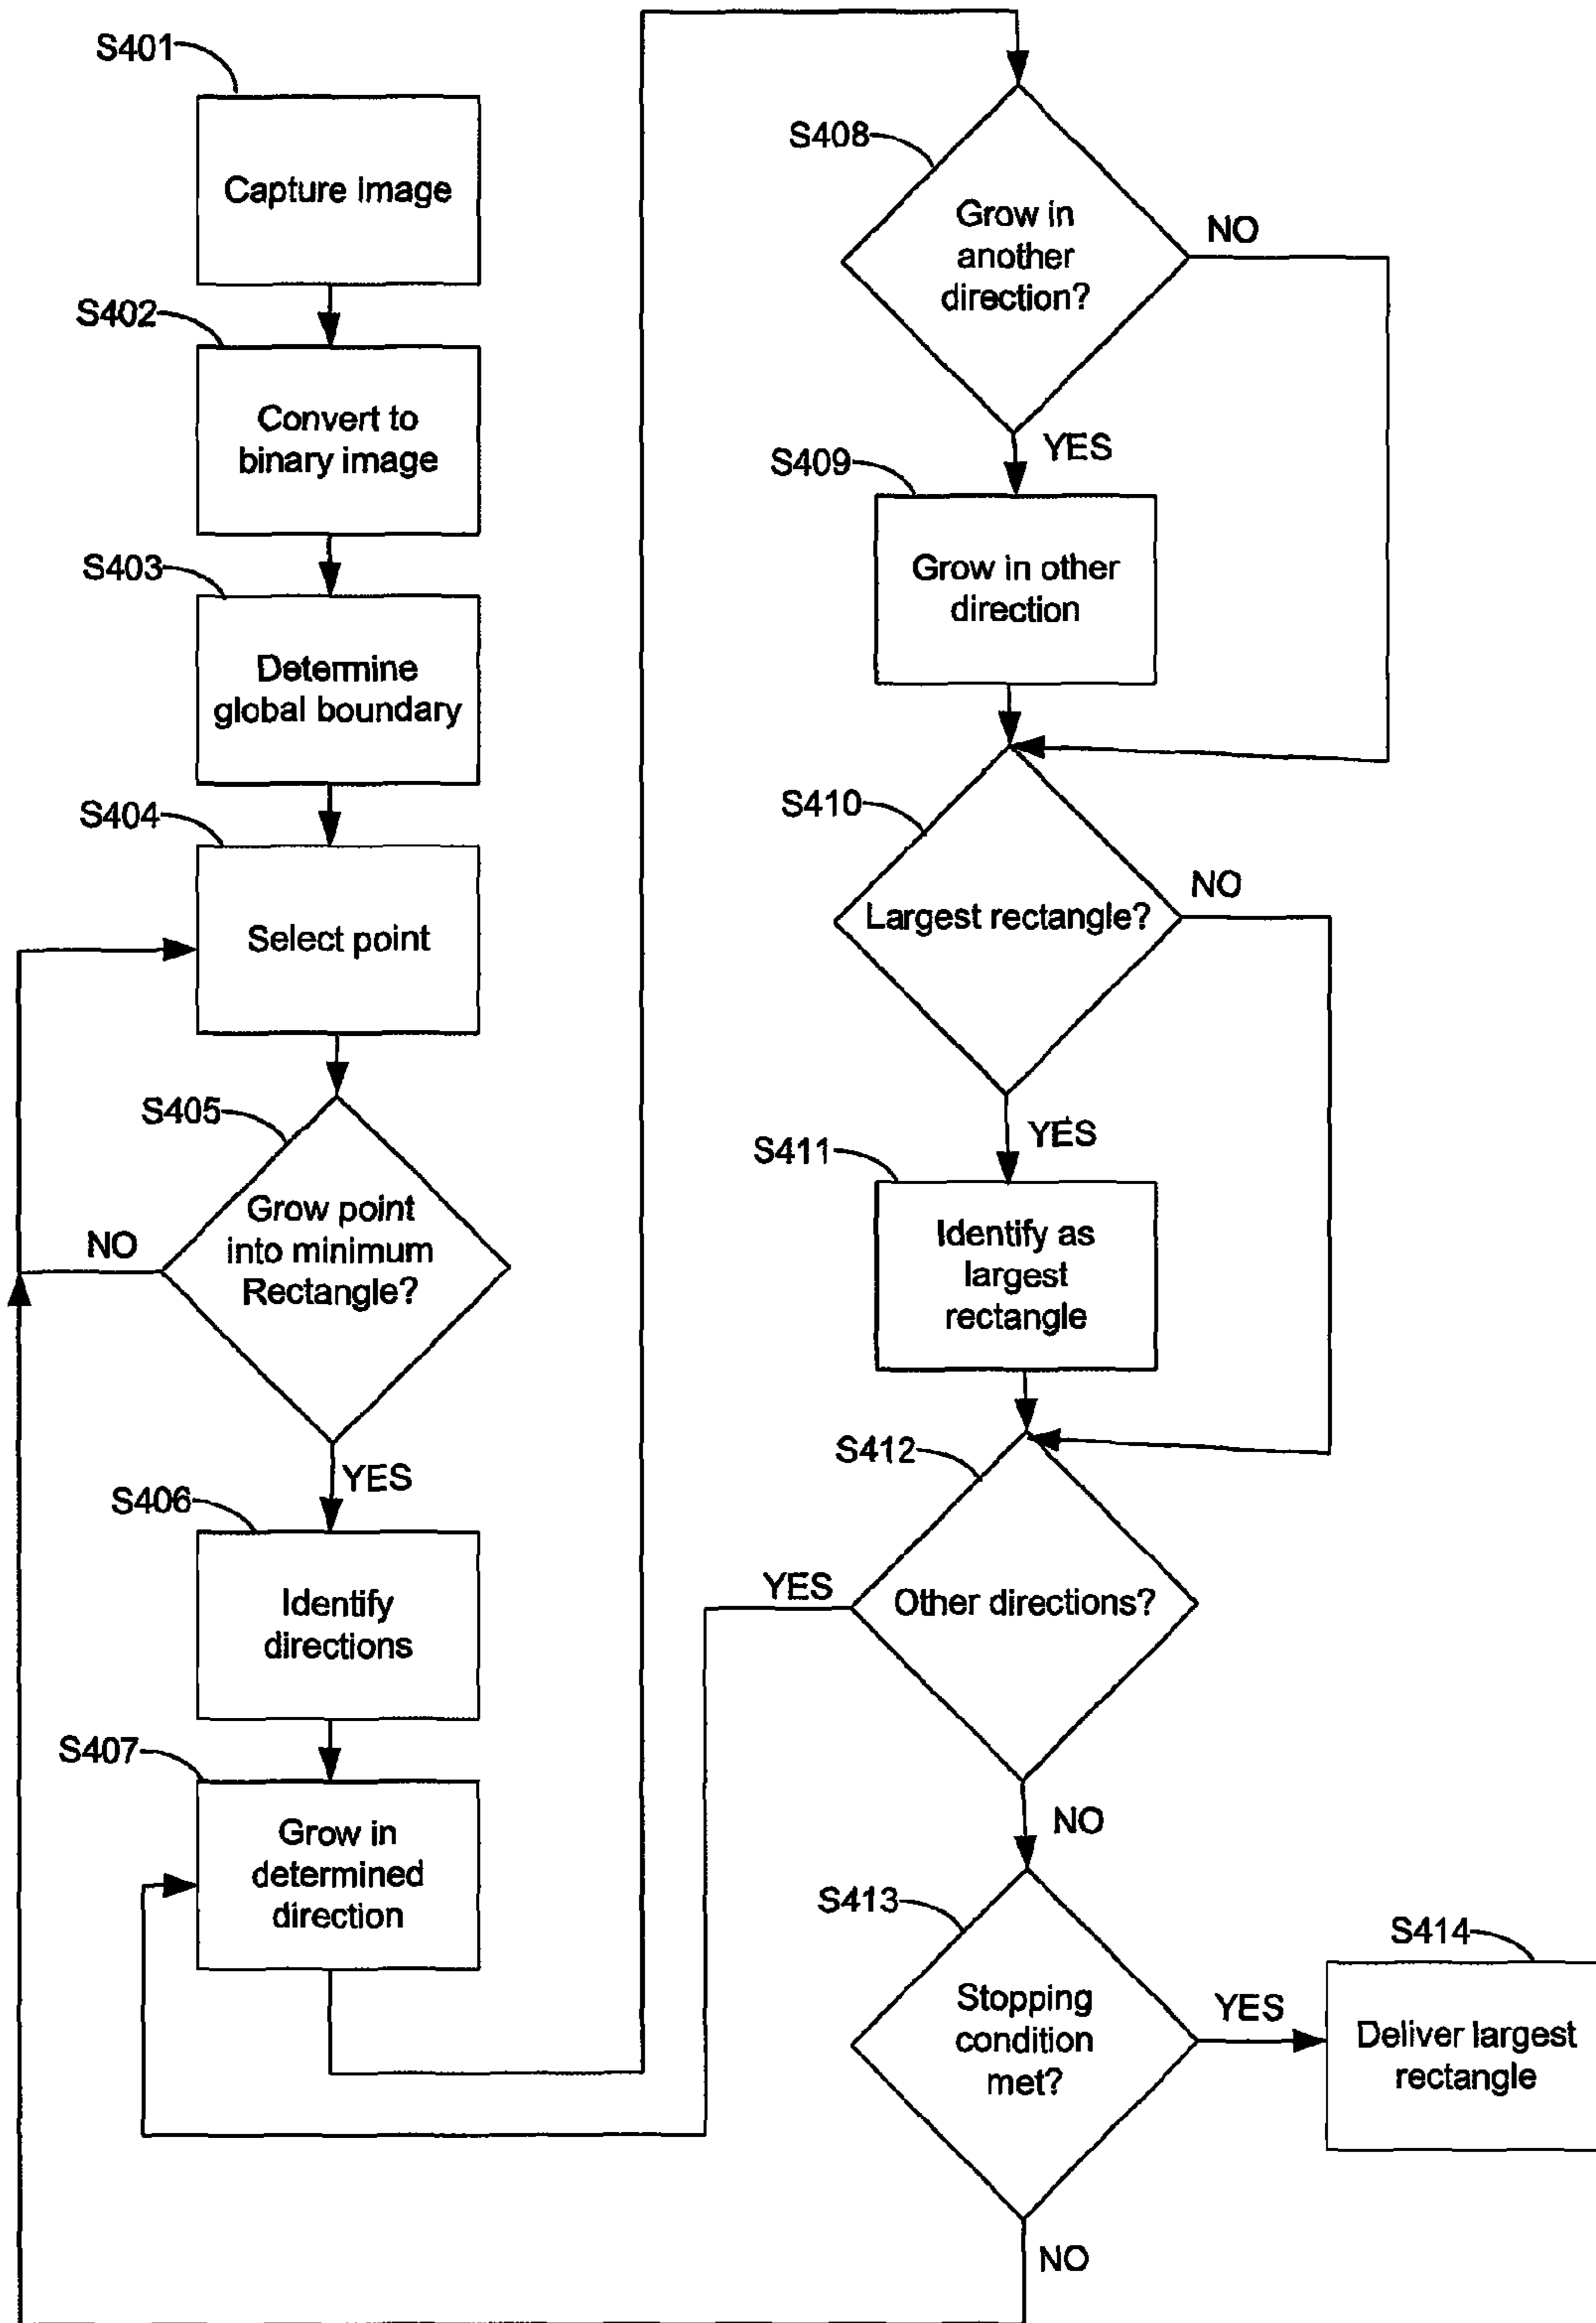 S401
Capture image
S402
Convert to
binary image
S403
Determine
global boundary
S404
Select point
S405
Grow point
into minimum
Rectangle?
NO
YES
S406
Identify
directions
S407
Grow in
determined
direction
S408
Grow in
another
direction?
NO
YES
S409
Grow in other
direction
S410
Largest rectangle?
NO
YES
S411
Identify as
largest
rectangle
S412
Other directions?
YES
NO
S413
Stopping
condition
met?
YES
NO
S414
Deliver largest
rectangle